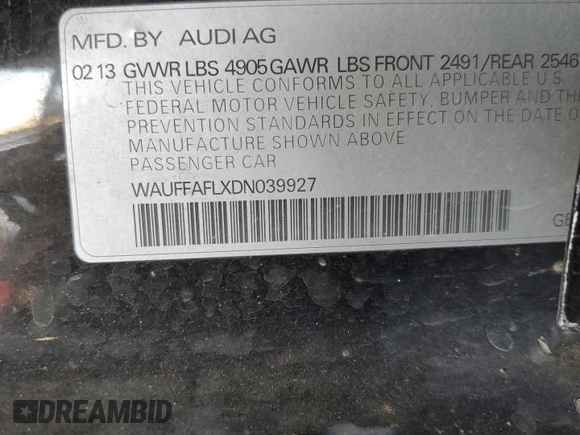 MFD. BY AUDI AG
02 13 GVWR LBS 4905 GAWR LBS FRONT 2491/REAR 2546
THIS VEHICLE CONFORMS TO ALL APPLICABLE U.S.
FEDERAL MOTOR VEHICLE SAFETY, BUMPER AND THE
PREVENTION STANDARDS IN EFFECT ON THE DATE O
MANUFACTURE SHOWN ABOVE
PASSENGER CAR
WAUFFAFLXDN039927
GE
DREAMBID